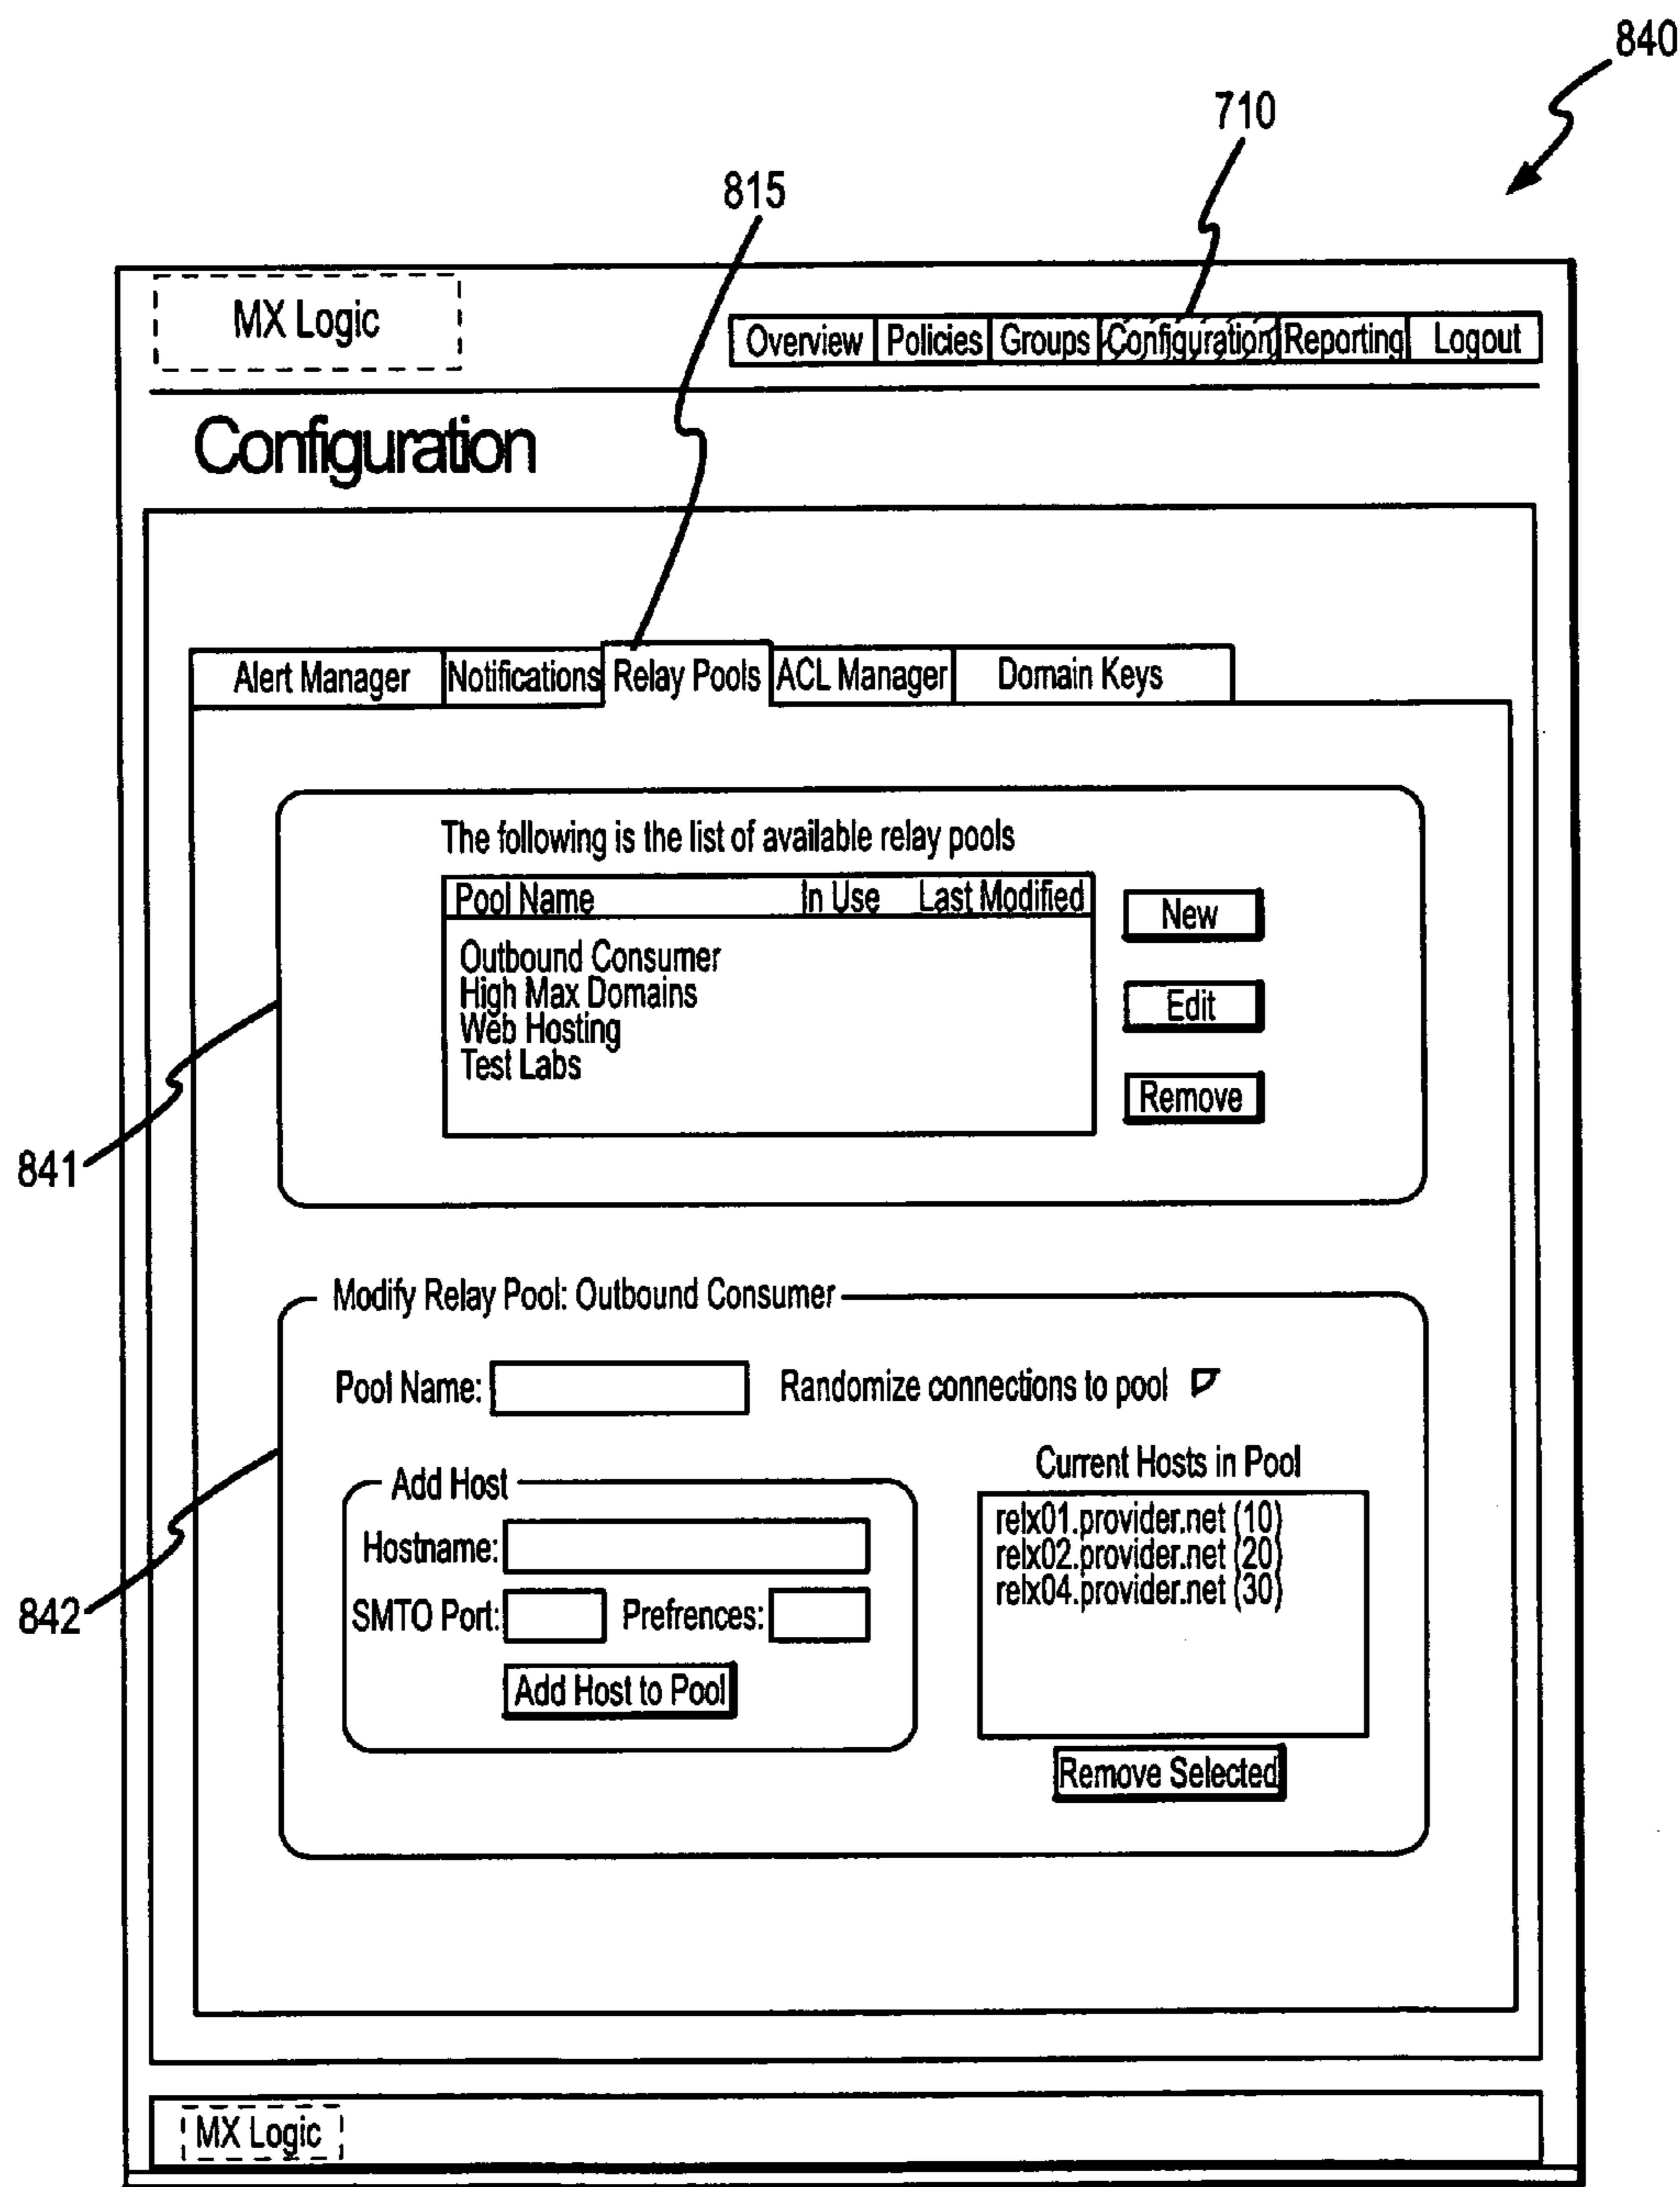 840
710
815
MX Logic
Overview Policies Groups Configuration Reporting Logout
Configuration
Alert Manager Notifications Relay Pools ACL Manager Domain Keys
The following is the list of available relay pools
Pool Name In Use Last Modified
New
Outbound Consumer
High Max Domains
Edit
Web Hosting
Test Labs
Remove
841
Modify Relay Pool: Outbound Consumer
Pool Name: Randomize connections to pool
Current Hosts in Pool
Add Host
relx01.provider.net (10)
Hostname:
relx02.provider.net (20)
relx04.provider.net (30)
842
SMTO Port: Prefrences:
Add Host to Pool
Remove Selected
MX Logic